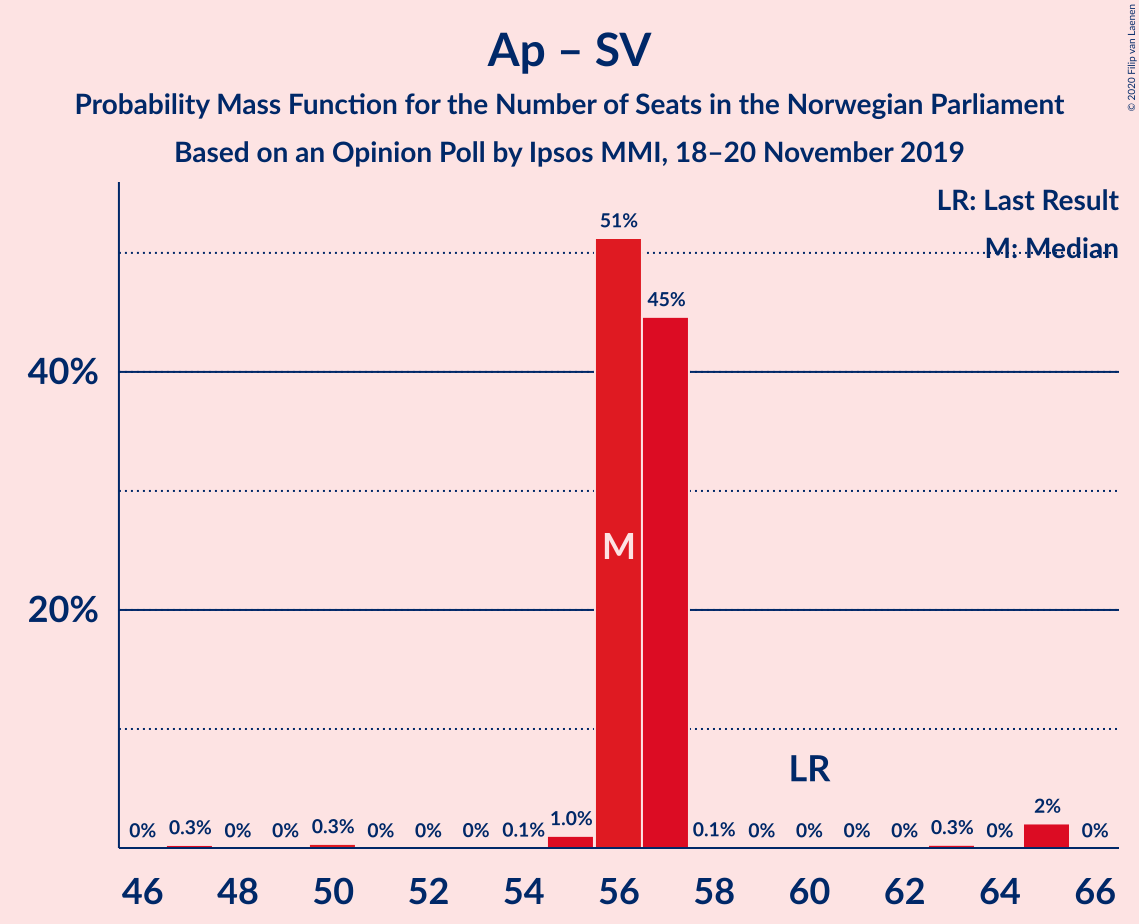 Ap – SV
Probability Mass Function for the Number of Seats in the Norwegian Parliament
Based on an Opinion Poll by Ipsos MMI, 18–20 November 2019
© 2020 Filip van Laenen
LR: Last Result
M: Median
51%
45%
40%
M
20%
LR
0% 0.3% 0% 0% 0.3% 0% 0% 0% 0.1% 1.0% 0.1% 0% 0% 0% 0% 0.3% 0% 2% 0%
46 48 50 52 54 56 58 60 62 64 66